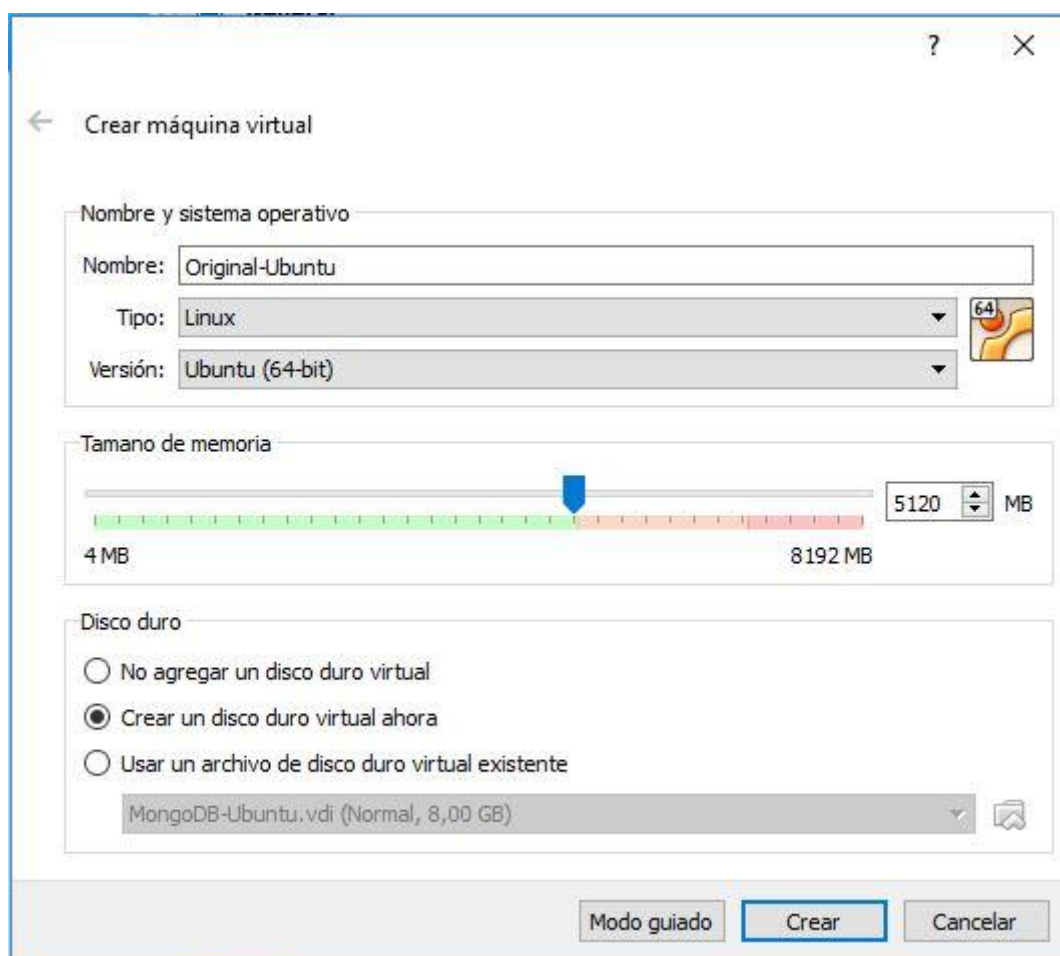 ?
Crear máquina virtual
Nombre y sistema operativo
Nombre: Original-Ubuntu
Tipo: Linux
64
Versión: Ubuntu (64-bit)
Tamano de memoria
5120 MB
4 MB 8192 MB
Disco duro
No agregar un disco duro virtual
Crear un disco duro virtual ahora
Usar un archivo de disco duro virtual existente
MongoDB-Ubuntu.vdi (Normal, 8,00 GB)
Modo guiado Crear Cancelar